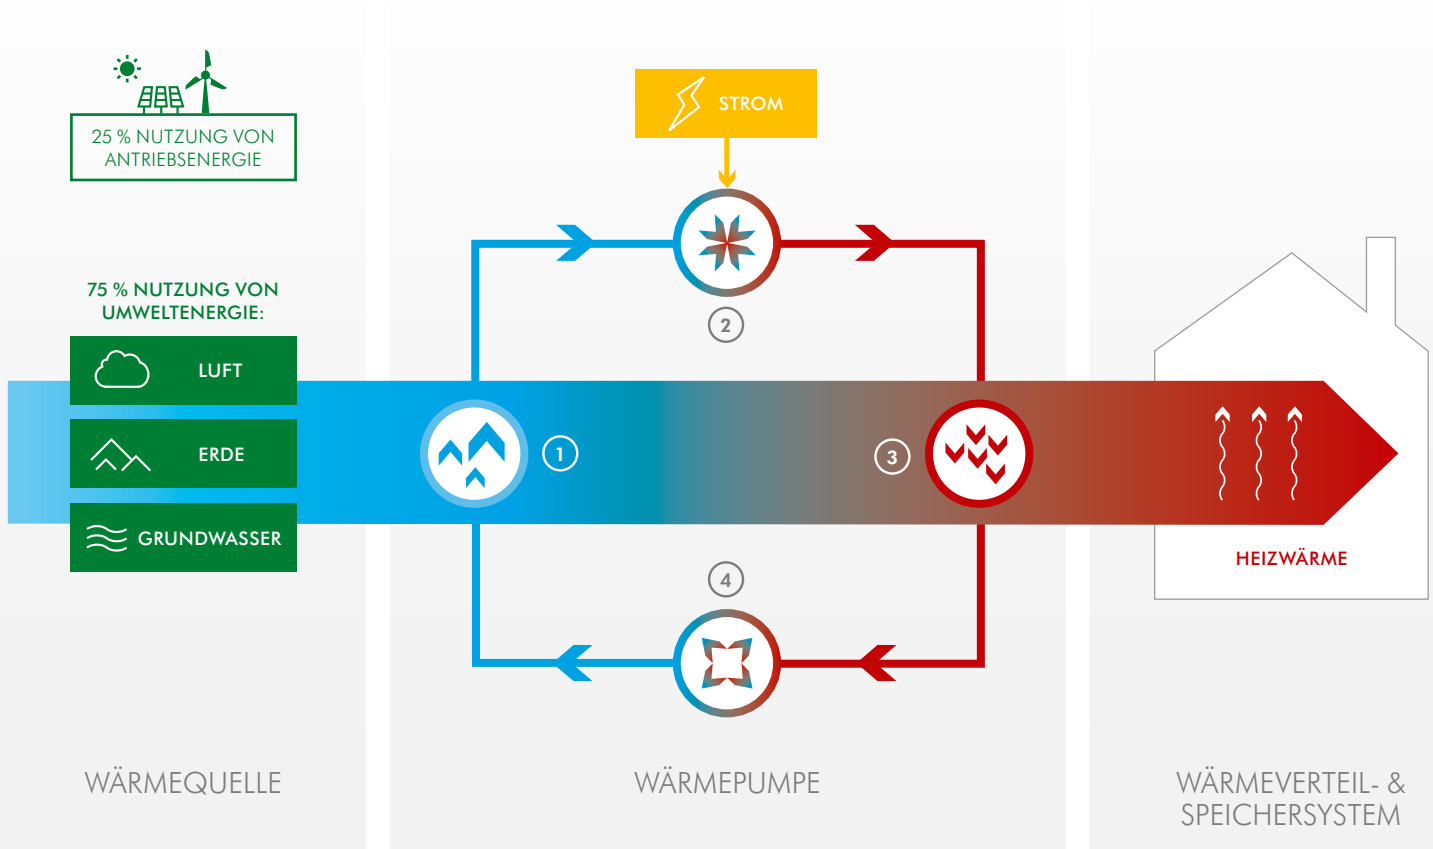 25 % NUTZUNG VON
ANTRIEBSENERGIE
75 % NUTZUNG VON
UMWELTENERGIE:
LUFT
ERDE
GRUNDWASSER
WÄRMEQUELLE
STROM
2
1
3
4
WÄRMEPUMPE
HEIZWÄRME
WÄRMEVERTEIL- &
SPEICHERSYSTEM